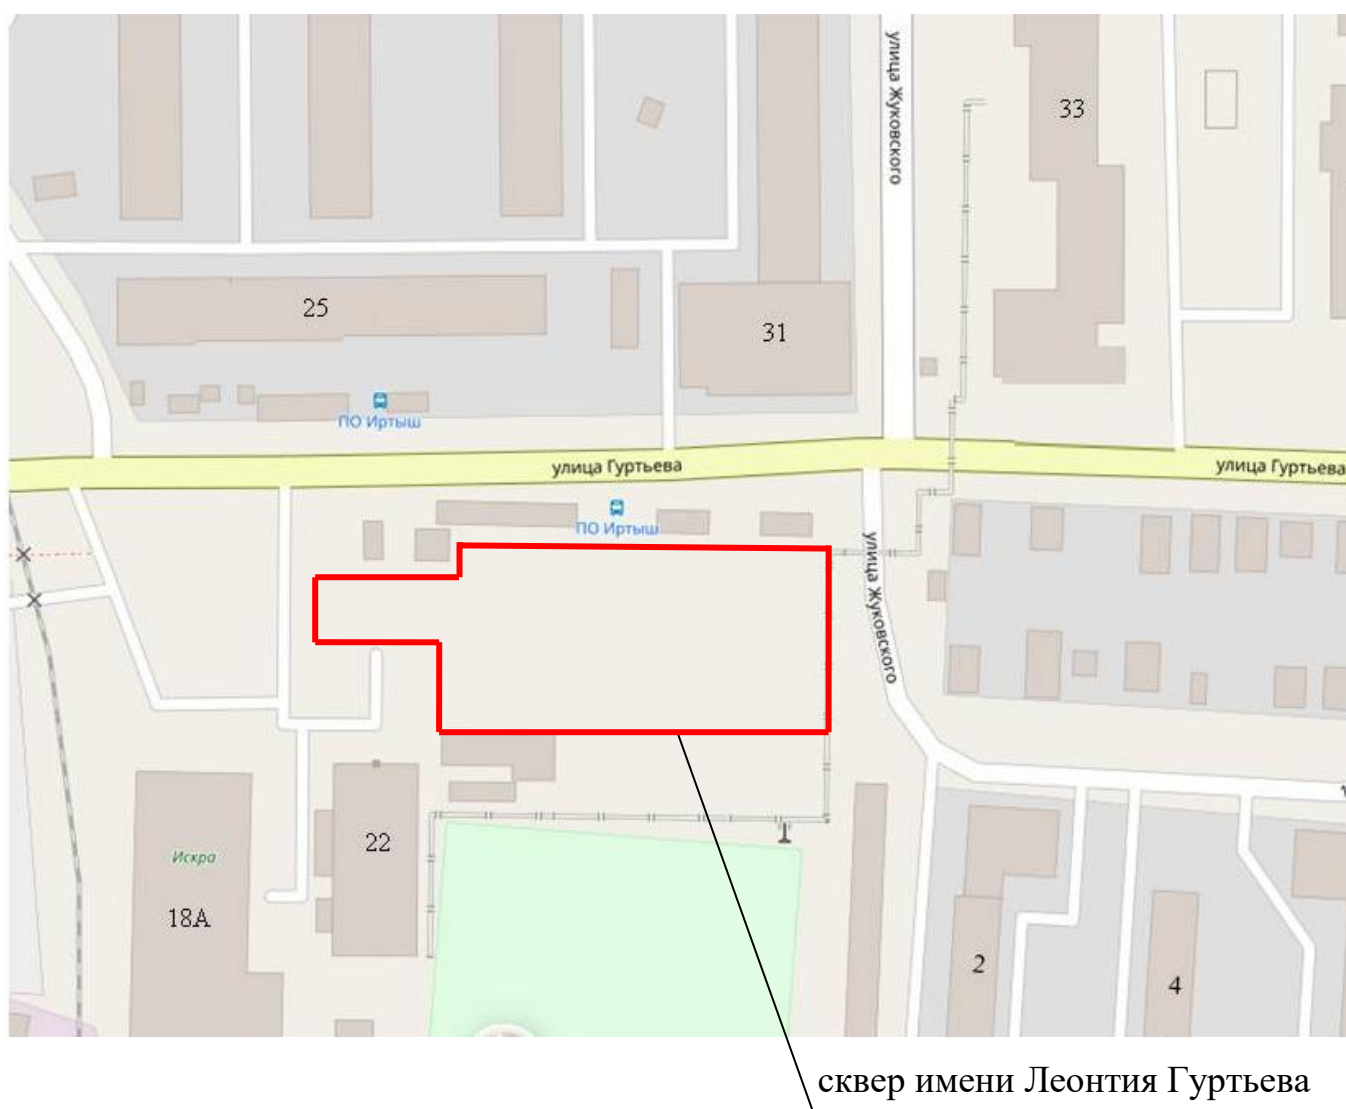 улица Жуковского
33
25
31
ПО Иртыш
улица Гуртьева
улица Гуртьева
ПО Иртыш
улица Жуковского
Искра
22
18А
2
4
сквер имени Леонтия Гуртьева